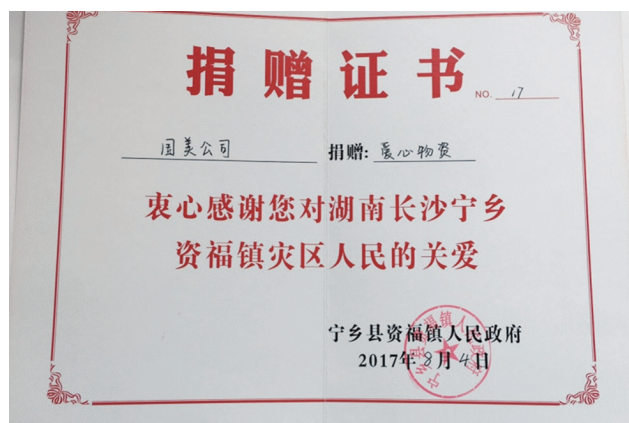 捐赠证书
NO. 17
国美公司 捐赠: 爱心物资
衷心感谢您对湖南长沙宁乡
资福镇灾区人民的关爱
宁乡县资福镇人民政府
2017年8月4日